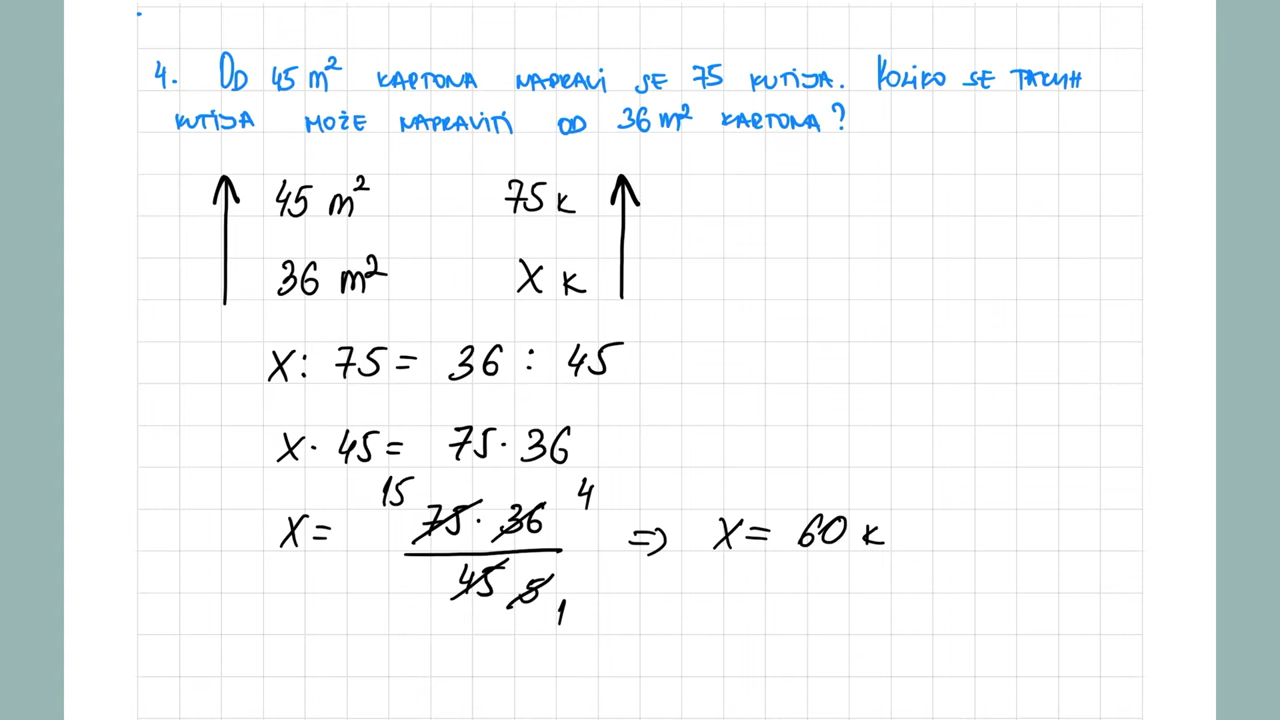 4. OD 45 m² KARTONA NAPRAVI SE 75 KUTIJA. KOLIKO SE TAKVIH
KUTIJA MOŽE NAPRAVITI OD 36 m² KARTONA?
45 m² 75 K
36 m² X K
X : 75 = 36 : 45
X · 45 = 75 · 36
15 4
X = 75 · 36 ⇒ X = 60 K
45 5 1